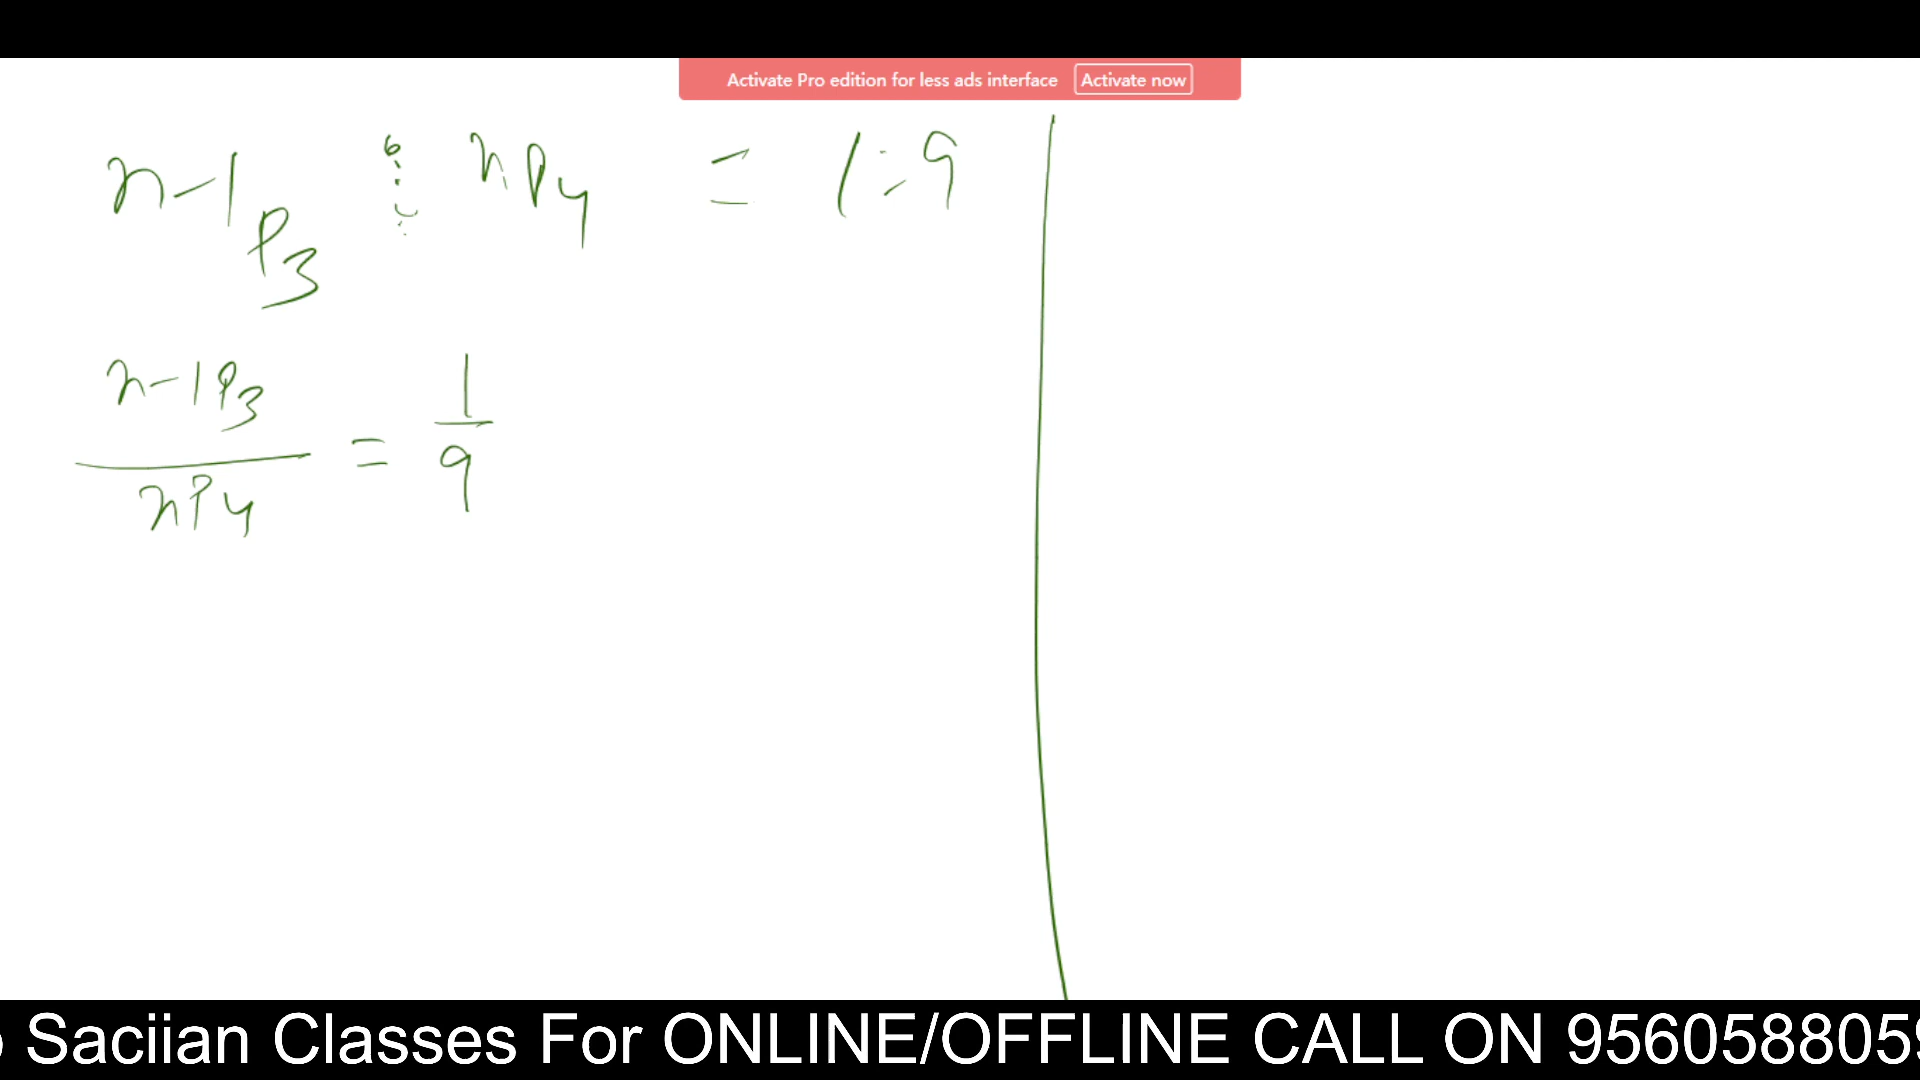 Activate Pro edition for less ads interface Activate now
n-1P3 : nP4 = 1:9
n-1P3
nP4
= 1
9
Saciian Classes For ONLINE/OFFLINE CALL ON 956058805